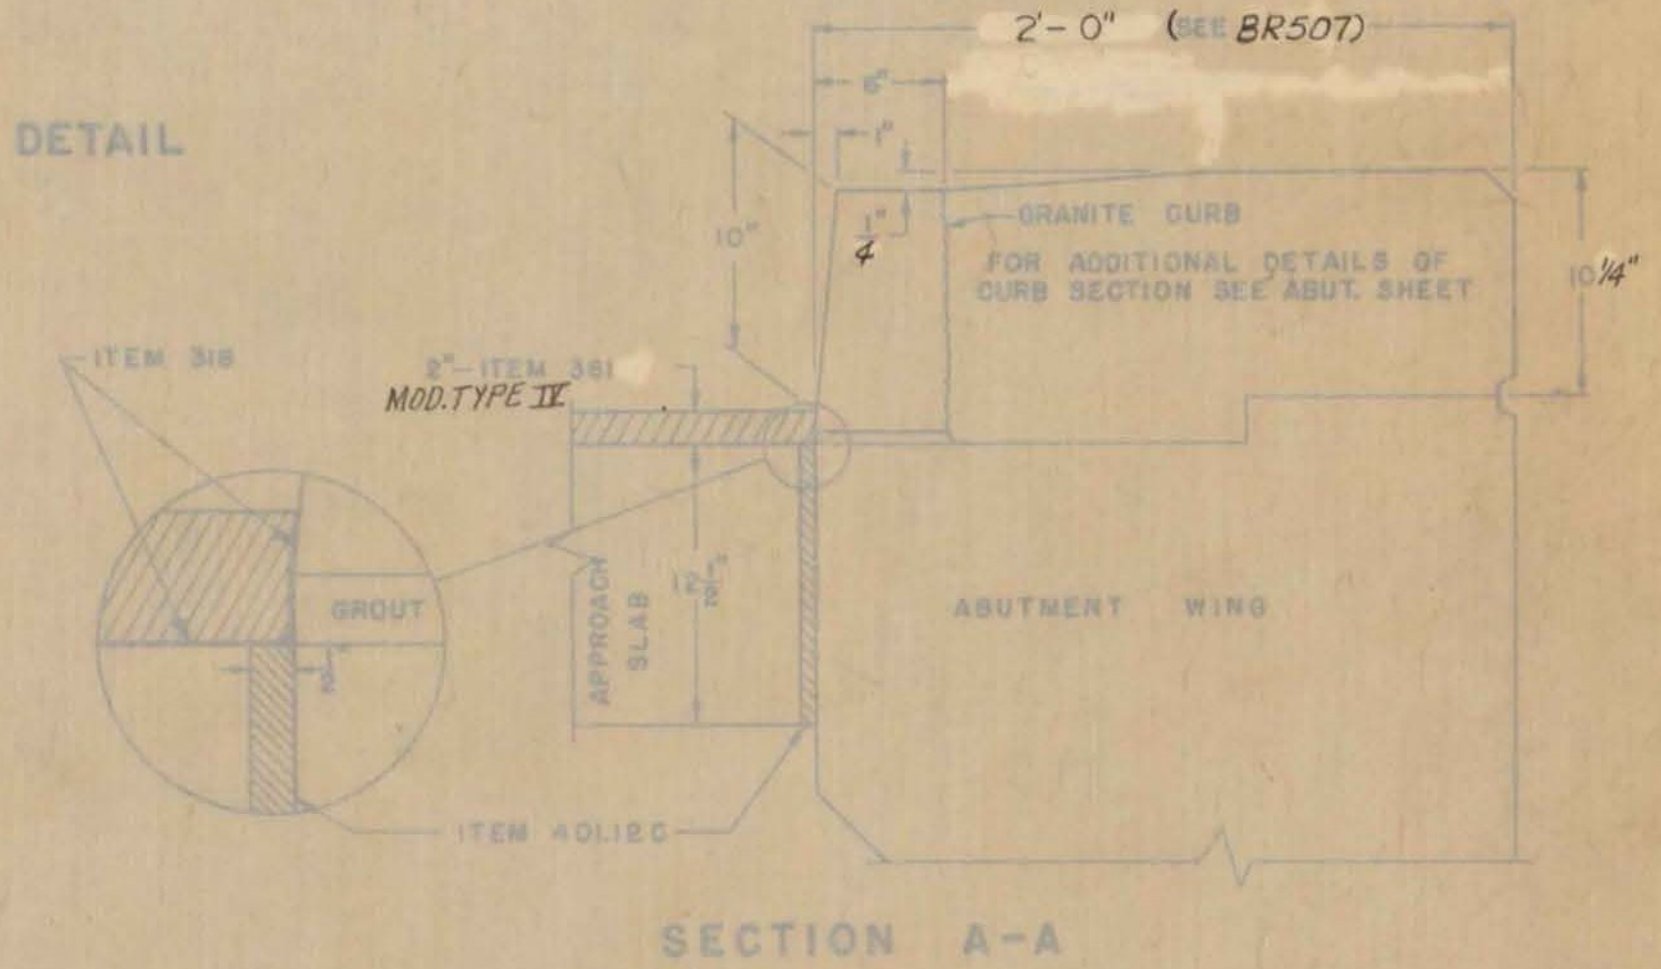 2'-0" (SEE BR507)
6"
1"
DETAIL
10"
1/4"
GRANITE CURB
FOR ADDITIONAL DETAILS OF
CURB SECTION SEE ABUT. SHEET
10 1/4"
ITEM 318
2"-ITEM 381
MOD. TYPE IV
GROUT
APPROACH
SLAB
ABUTMENT WING
ITEM 401.12C
SECTION A-A